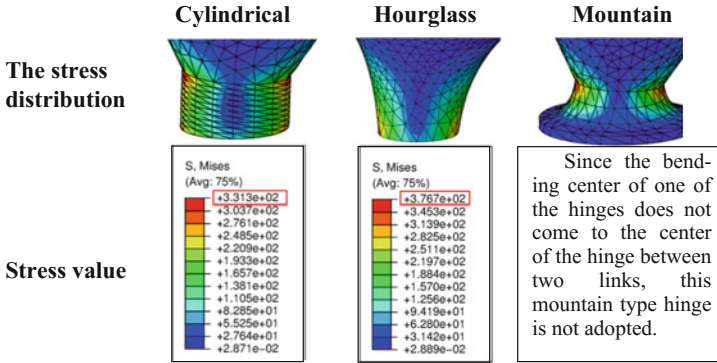 Cylindrical
Hourglass
Mountain
The stress
distribution
Stress value
S, Mises
(Avg: 75%)
+3.313e+02
+3.037e+02
+2.761e+02
+2.485e+02
+2.209e+02
+1.933e+02
+1.657e+02
+1.381e+02
+1.105e+02
+8.285e+01
+5.525e+01
+2.764e+01
+2.871e-02
S, Mises
(Avg: 75%)
+3.767e+02
+3.453e+02
+3.139e+02
+2.825e+02
+2.511e+02
+2.197e+02
+1.884e+02
+1.570e+02
+1.256e+02
+9.419e+01
+6.280e+01
+3.142e+01
+2.889e-02
Since the bend-
ing center of one of
the hinges does not
come to the center
of the hinge between
two links, this
mountain type hinge
is not adopted.